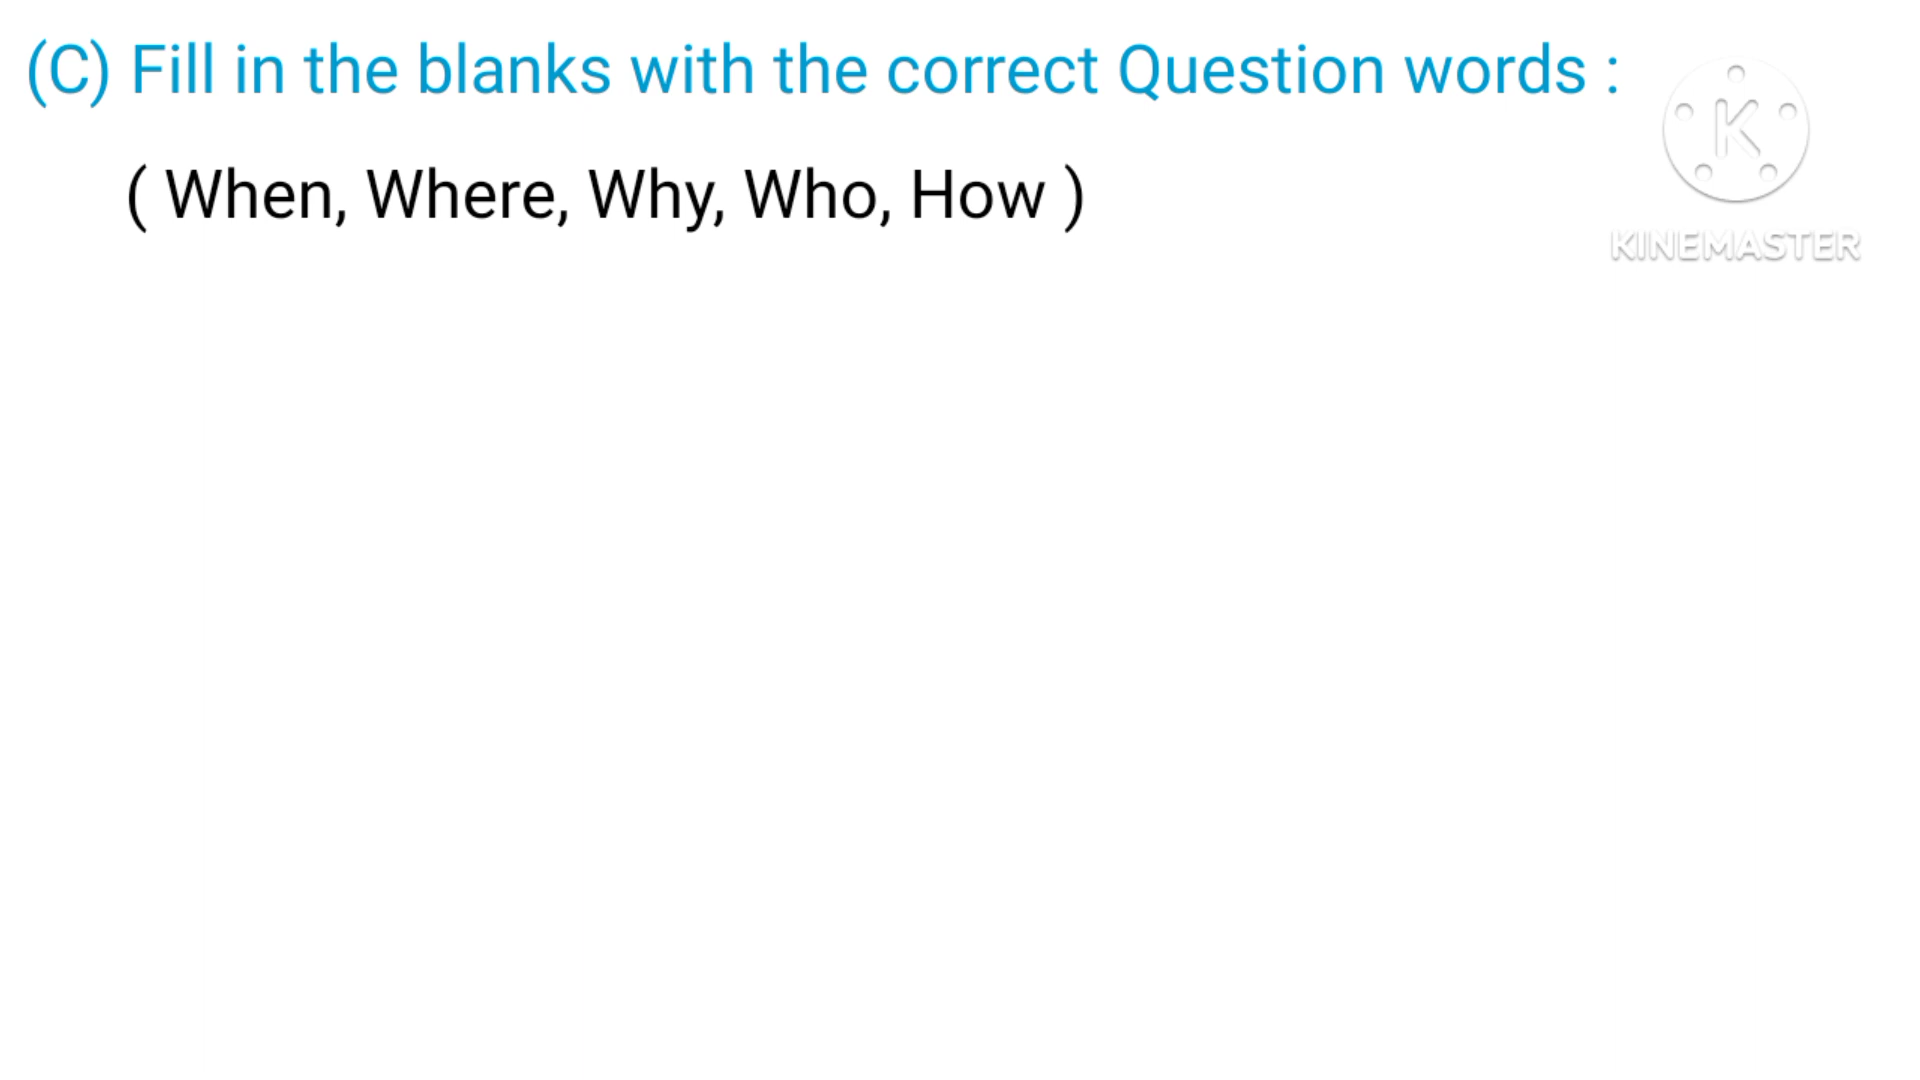 (C) Fill in the blanks with the correct Question words :
( When, Where, Why, Who, How )
K
KINEMASTER